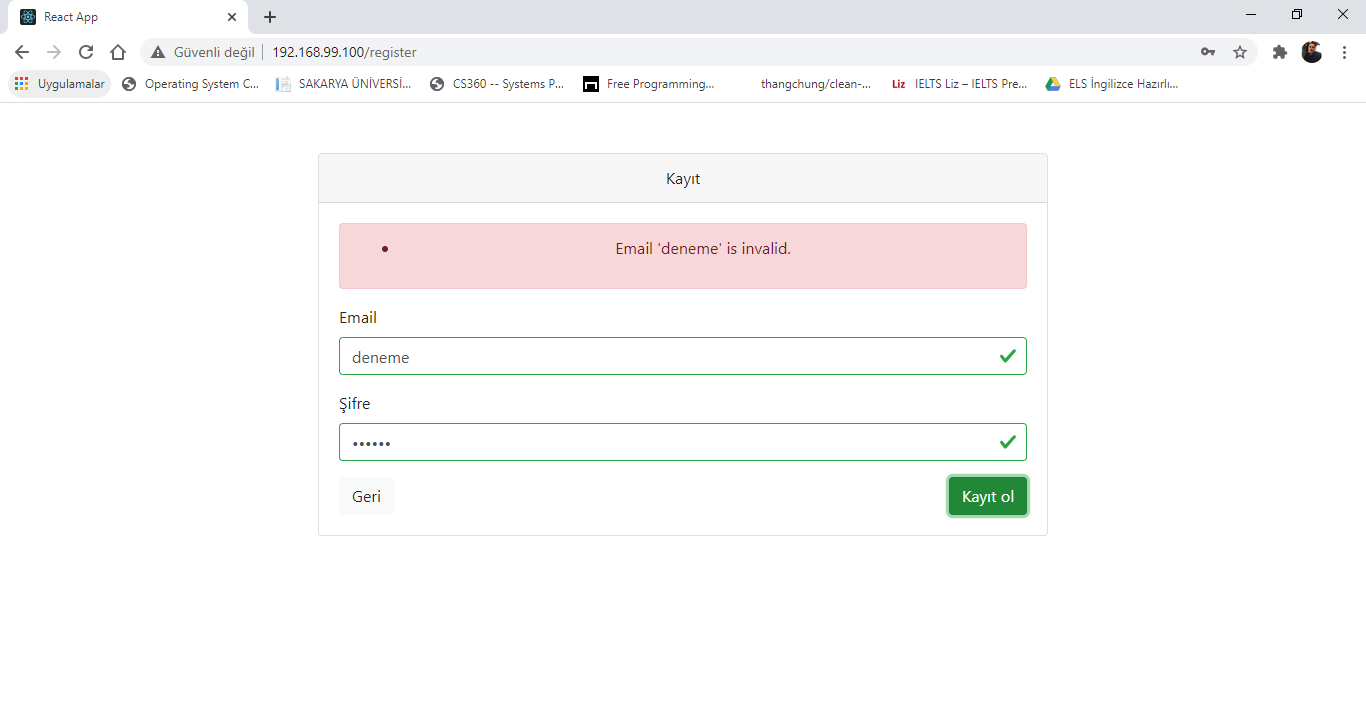 React App
Güvenli değil 192.168.99.100/register
Uygulamalar Operating System C... SAKARYA ÜNİVERSİ... CS360 -- Systems P... Free Programming... thangchung/clean-... Liz IELTS Liz – IELTS Pre... ELS İngilizce Hazırlı...
Kayıt
• Email 'deneme' is invalid.
Email
deneme
Şifre
••••••
Geri Kayıt ol